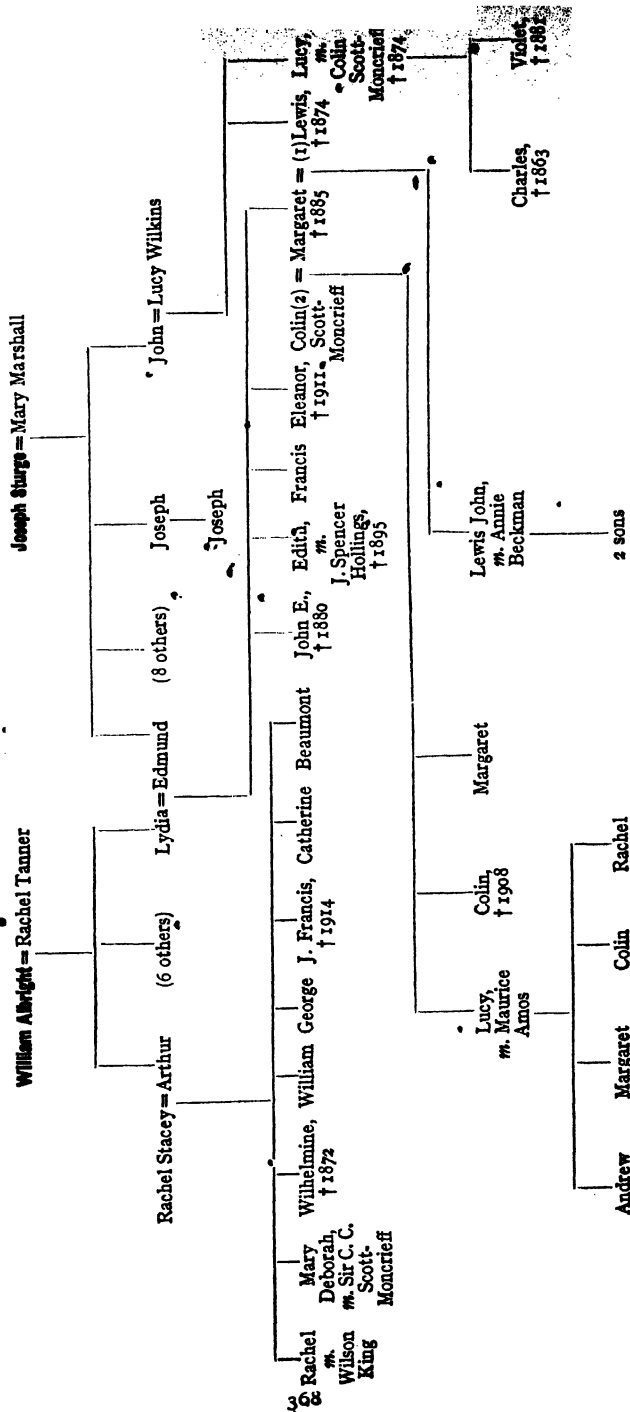 William Albright = Rachel Tanner
Joseph Sturge = Mary Marshall
Rachel Stacey = Arthur
(6 others)
Lydia = Edmund
(8 others)
Joseph
John = Lucy Wilkins
Joseph
Rachel
m.
Wilson
King
Mary
Deborah,
m. Sir C. C.
Scott-
Moncrieff
Wilhelmine,
† 1872
William
George
J. Francis,
† 1914
Catherine
Beaumont
John E.,
† 1880
Edith,
m.
J. Spencer
Hollings,
† 1895
Francis
Eleanor,
† 1911
Colin (2) = Margaret = (1) Lewis,
Scott-
Moncrieff
† 1885
† 1874
Lucy,
m.
Colin
Scott-
Moncrieff
† 1874
Lucy,
m. Maurice
Amos
Colin,
† 1908
Margaret
Lewis John,
m. Annie
Beckman
Charles,
† 1863
Violet,
† 1881
Andrew
Margaret
Colin
Rachel
2 sons